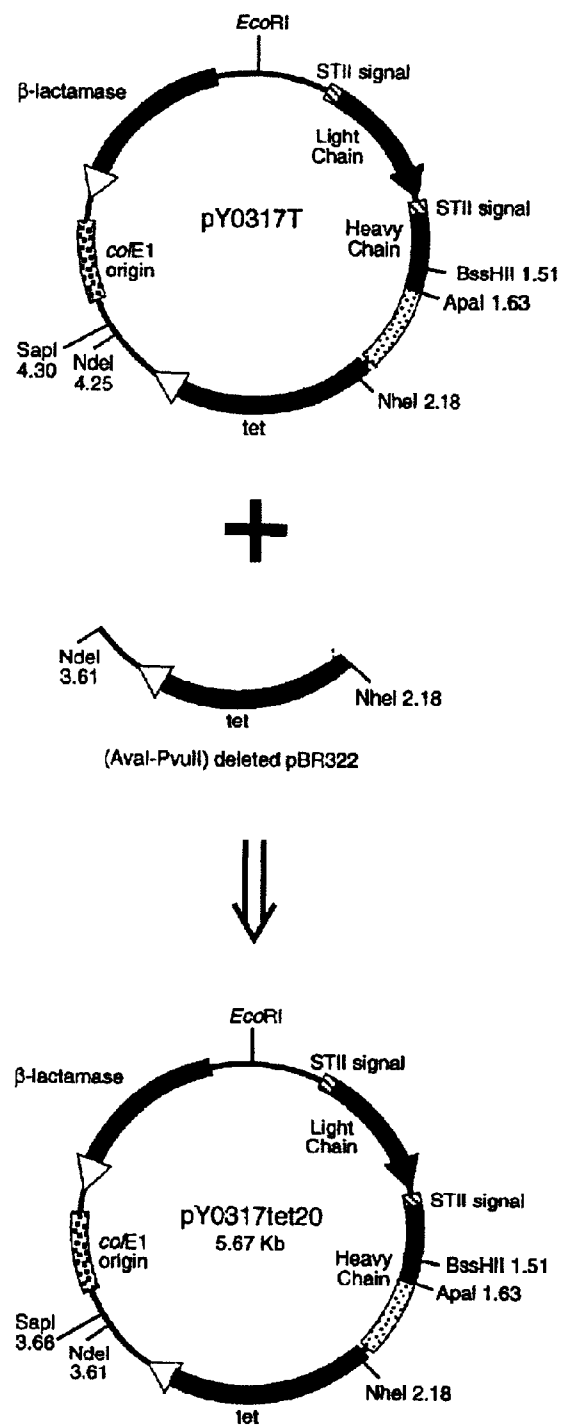 EcoRI
STII signal
β-lactamase
Light
Chain
STII signal
pY0317T
Heavy
Chain
colE1
origin
BssHII 1.51
ApaI 1.63
SapI
4.30
NdeI
4.25
NheI 2.18
tet
+
NdeI
3.61
NheI 2.18
tet
(AvaI-PvuII) deleted pBR322
EcoRI
STII signal
β-lactamase
Light
Chain
STII signal
pY0317tet20
5.67 Kb
colE1
origin
Heavy
Chain
BssHII 1.51
ApaI 1.63
SapI
3.66
NdeI
3.61
NheI 2.18
tet